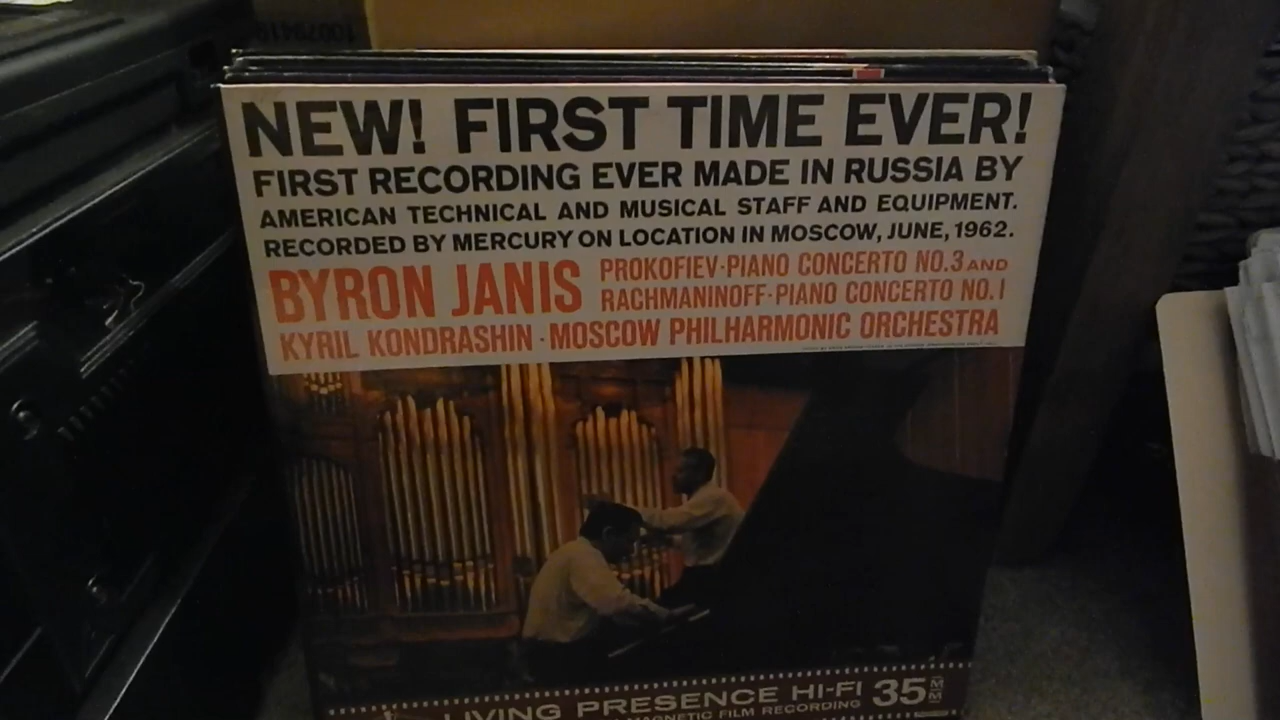 10029419
NEW! FIRST TIME EVER!
FIRST RECORDING EVER MADE IN RUSSIA BY
AMERICAN TECHNICAL AND MUSICAL STAFF AND EQUIPMENT.
RECORDED BY MERCURY ON LOCATION IN MOSCOW, JUNE, 1962.
BYRON JANIS
PROKOFIEV·PIANO CONCERTO NO.3 AND
RACHMANINOFF·PIANO CONCERTO NO.1
KYRIL KONDRASHIN·MOSCOW PHILHARMONIC ORCHESTRA
LIVING PRESENCE HI-FI 35 MM
MAGNETIC FILM RECORDING